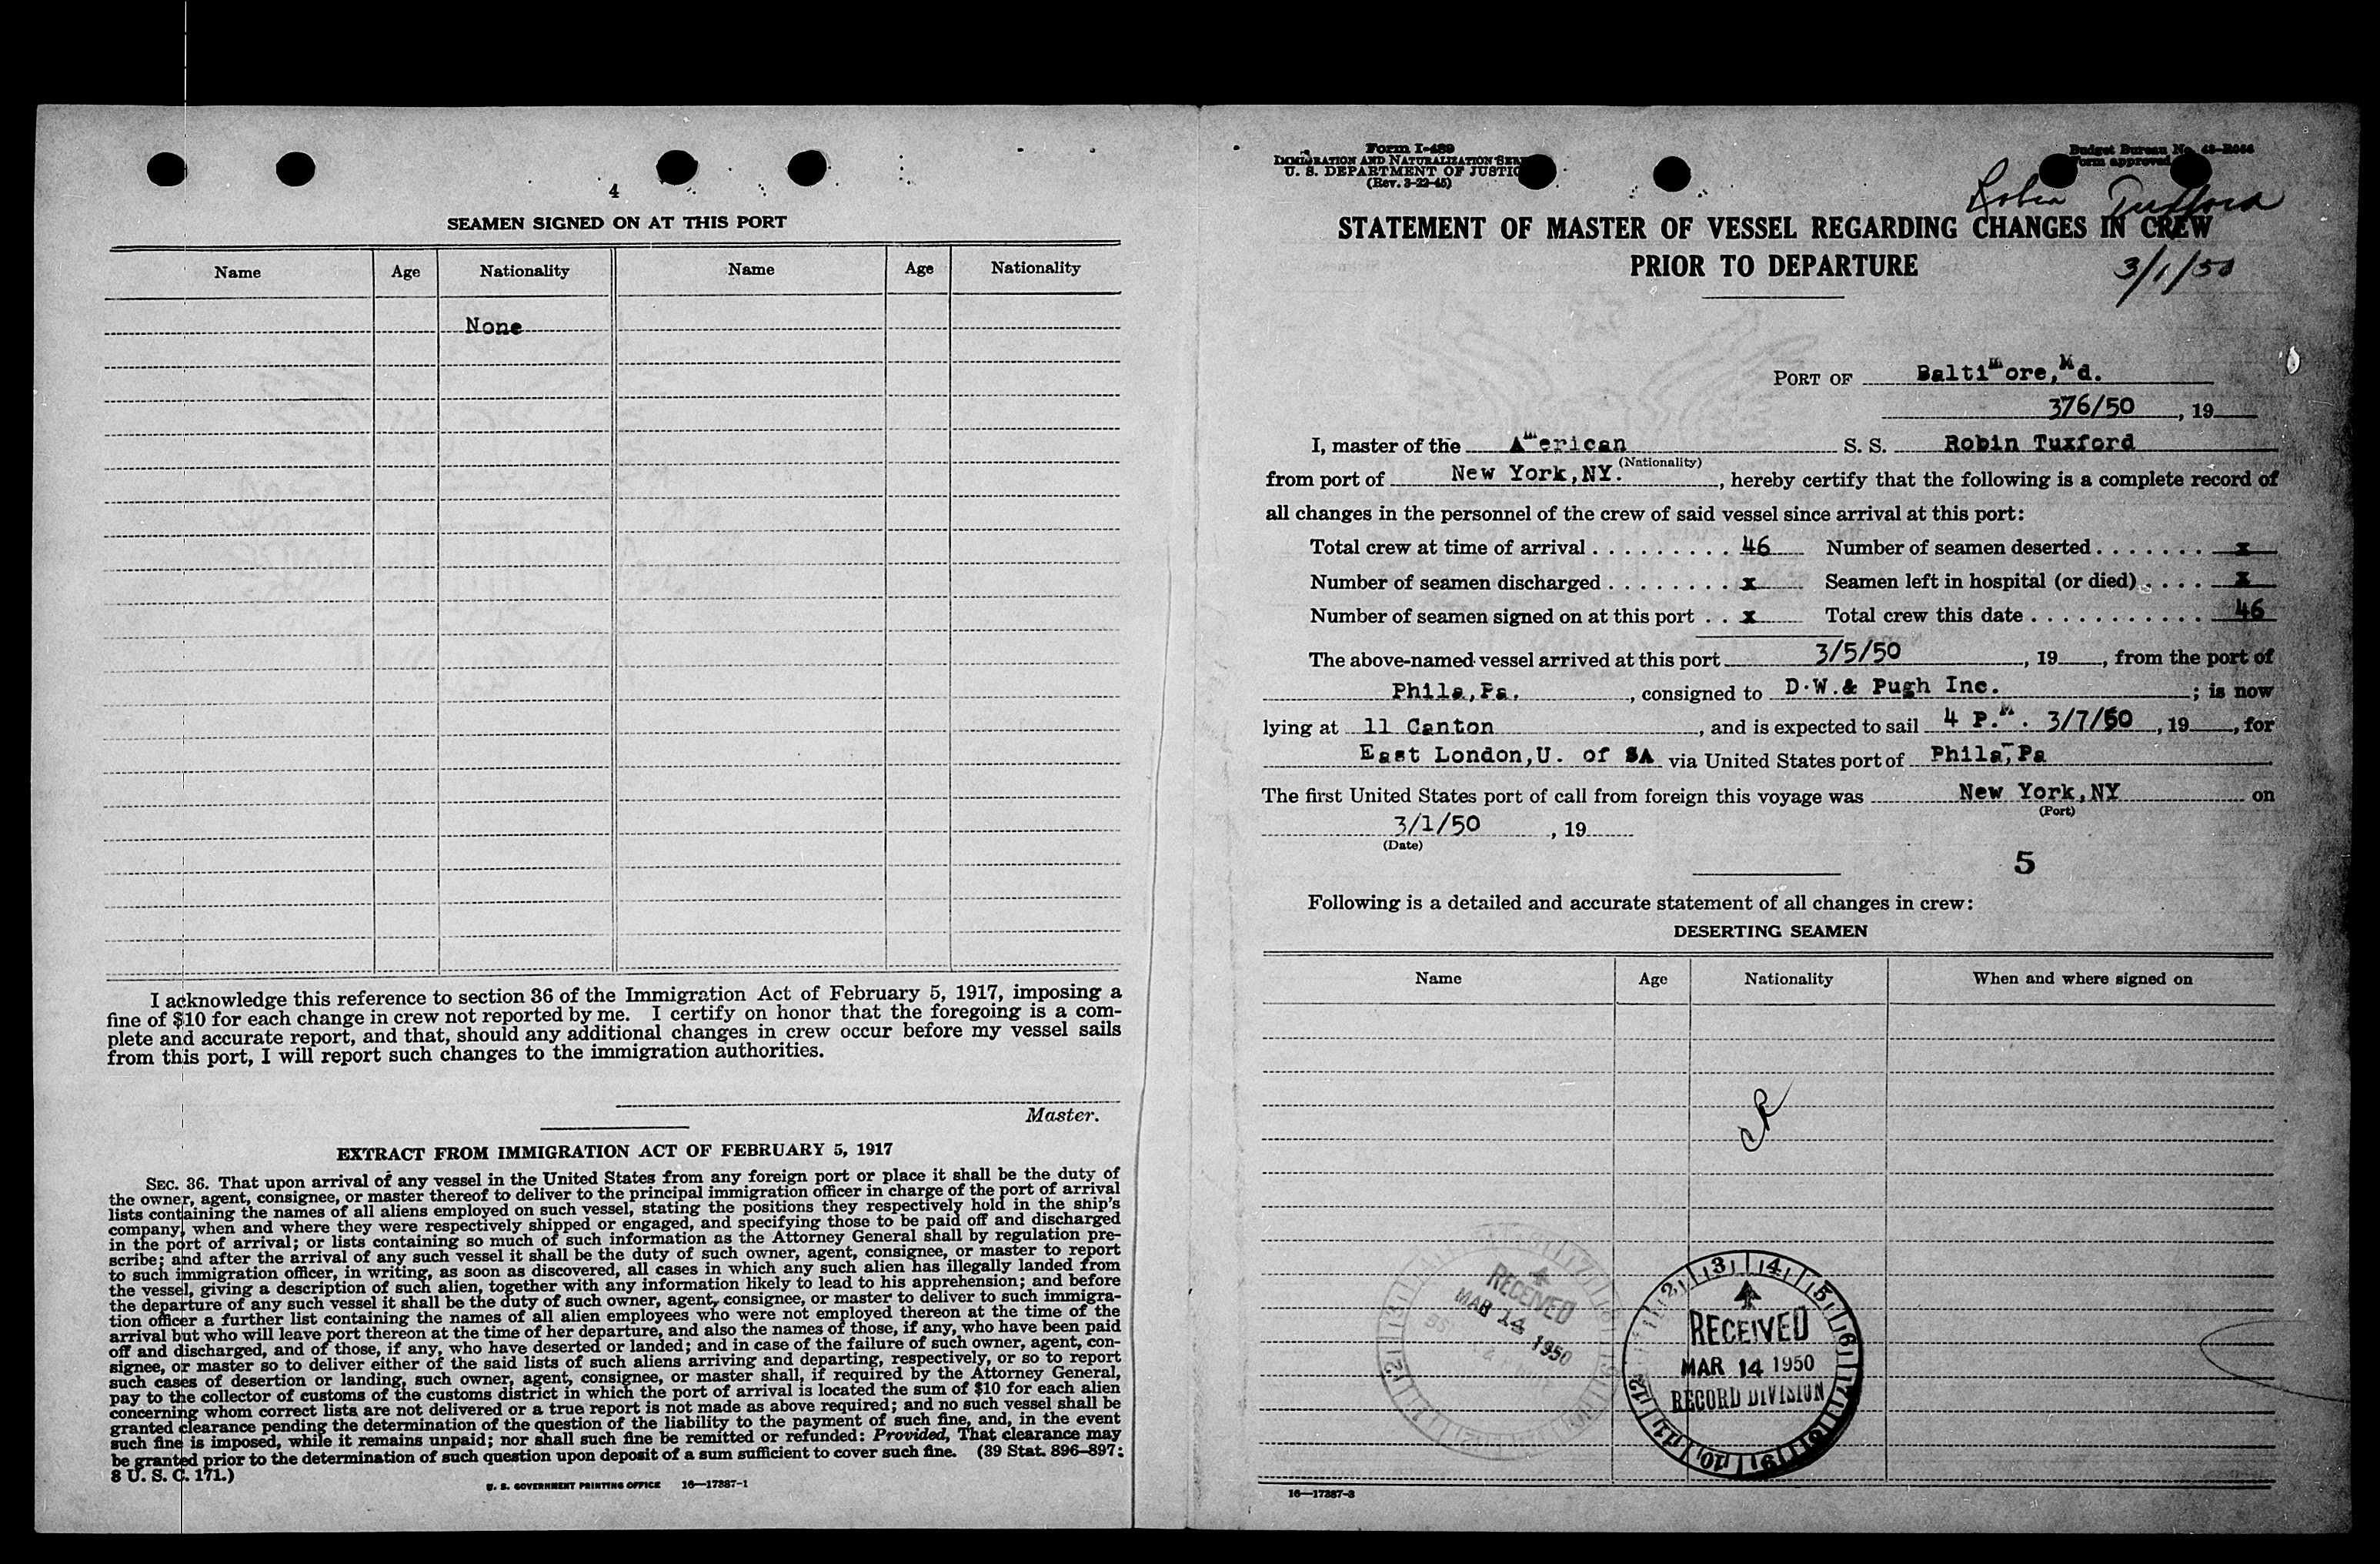 4
SEAMEN SIGNED ON AT THIS PORT
Name Age Nationality Name Age Nationality
None
I acknowledge this reference to section 36 of the Immigration Act of February 5, 1917, imposing a
fine of $10 for each change in crew not reported by me. I certify on honor that the foregoing is a com-
plete and accurate report, and that, should any additional changes in crew occur before my vessel sails
from this port, I will report such changes to the immigration authorities.
Master.
EXTRACT FROM IMMIGRATION ACT OF FEBRUARY 5, 1917
SEC. 36. That upon arrival of any vessel in the United States from any foreign port or place it shall be the duty of
the owner, agent, consignee, or master thereof to deliver to the principal immigration officer in charge of the port of arrival
lists containing the names of all aliens employed on such vessel, stating the positions they respectively hold in the ship's
company, when and where they were respectively shipped or engaged, and specifying those to be paid off and discharged
in the port of arrival; or lists containing so much of such information as the Attorney General shall by regulation pre-
scribe; and after the arrival of any such vessel it shall be the duty of such owner, agent, consignee, or master to report
to such immigration officer, in writing, as soon as discovered, all cases in which any such alien has illegally landed from
the vessel, giving a description of such alien, together with any information likely to lead to his apprehension; and before
the departure of any such vessel it shall be the duty of such owner, agent, consignee, or master to deliver to such immigra-
tion officer a further list containing the names of all alien employees who were not employed thereon at the time of the
arrival but who will leave port thereon at the time of her departure, and also the names of those, if any, who have been paid
off and discharged, and of those, if any, who have deserted or landed; and in case of the failure of such owner, agent, con-
signee, or master so to deliver either of the said lists of such aliens arriving and departing, respectively, or so to report
such cases of desertion or landing, such owner, agent, consignee, or master shall, if required by the Attorney General,
pay to the collector of customs of the customs district in which the port of arrival is located the sum of $10 for each alien
concerning whom correct lists are not delivered or a true report is not made as above required; and no such vessel shall be
granted clearance pending the determination of the question of the liability to the payment of such fine, and, in the event
such fine is imposed, while it remains unpaid; nor shall such fine be remitted or refunded: Provided, That clearance may
be granted prior to the determination of such question upon deposit of a sum sufficient to cover such fine. (39 Stat. 896–897;
8 U. S. C. 171.)
U. S. GOVERNMENT PRINTING OFFICE 16—17387-1
Form I-489
IMMIGRATION AND NATURALIZATION SER
U. S. DEPARTMENT OF JUSTIC
(Rev. 3-22-45)
Budget Bureau No. 43-R066
Form approved
Robin Tuxford
STATEMENT OF MASTER OF VESSEL REGARDING CHANGES IN CREW
PRIOR TO DEPARTURE
3/1/50
PORT OF Baltimore, Md.
376/50, 19
I, master of the American S. S. Robin Tuxford
(Nationality)
from port of New York,NY., hereby certify that the following is a complete record of
all changes in the personnel of the crew of said vessel since arrival at this port:
Total crew at time of arrival . . . . . . . . . 46 Number of seamen deserted . . . . . . . x
Number of seamen discharged . . . . . . . . x Seamen left in hospital (or died) . . . . x
Number of seamen signed on at this port . . x Total crew this date . . . . . . . . . . . 46
The above-named vessel arrived at this port 3/5/50, 19, from the port of
Phila,Pa., consigned to D.W.& Pugh Inc.; is now
lying at 11 Canton, and is expected to sail 4 P.M. 3/7/50, 19, for
East London,U. of SA via United States port of Phila,Pa
The first United States port of call from foreign this voyage was New York,NY on
(Port)
3/1/50, 19
(Date)
5
Following is a detailed and accurate statement of all changes in crew:
DESERTING SEAMEN
Name Age Nationality When and where signed on
RECEIVED
MAR 14 1950
RECEIVED
MAR 14 1950
RECORD DIVISION
16—17387-3